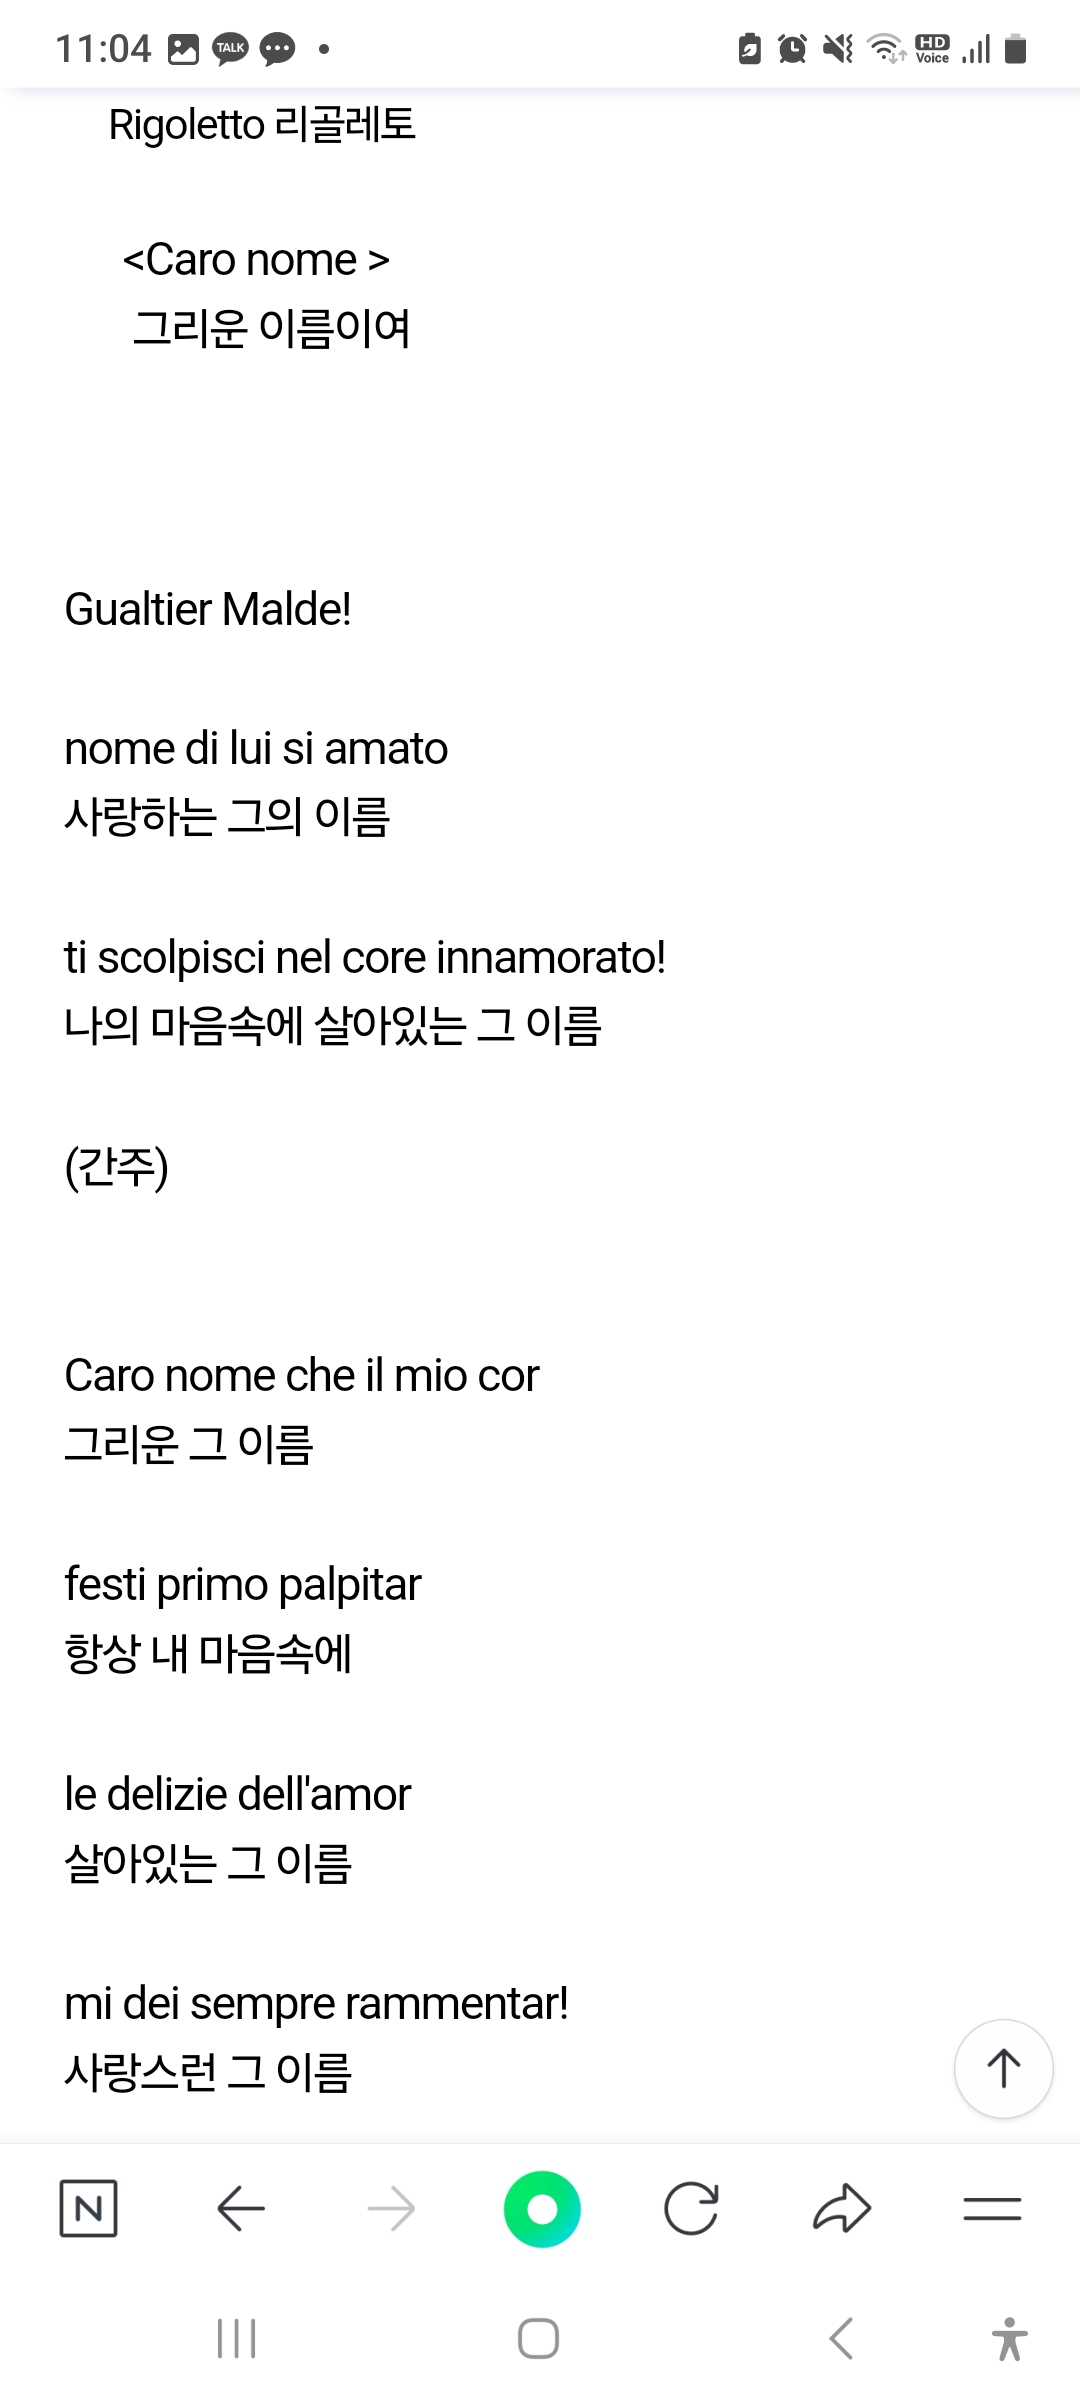 11:04 TALK HD Voice
Rigoletto 리골레토
<Caro nome >
그리운 이름이여
Gualtier Malde!
nome di lui si amato
사랑하는 그의 이름
ti scolpisci nel core innamorato!
나의 마음속에 살아있는 그 이름
(간주)
Caro nome che il mio cor
그리운 그 이름
festi primo palpitar
항상 내 마음속에
le delizie dell'amor
살아있는 그 이름
mi dei sempre rammentar!
사랑스런 그 이름
N